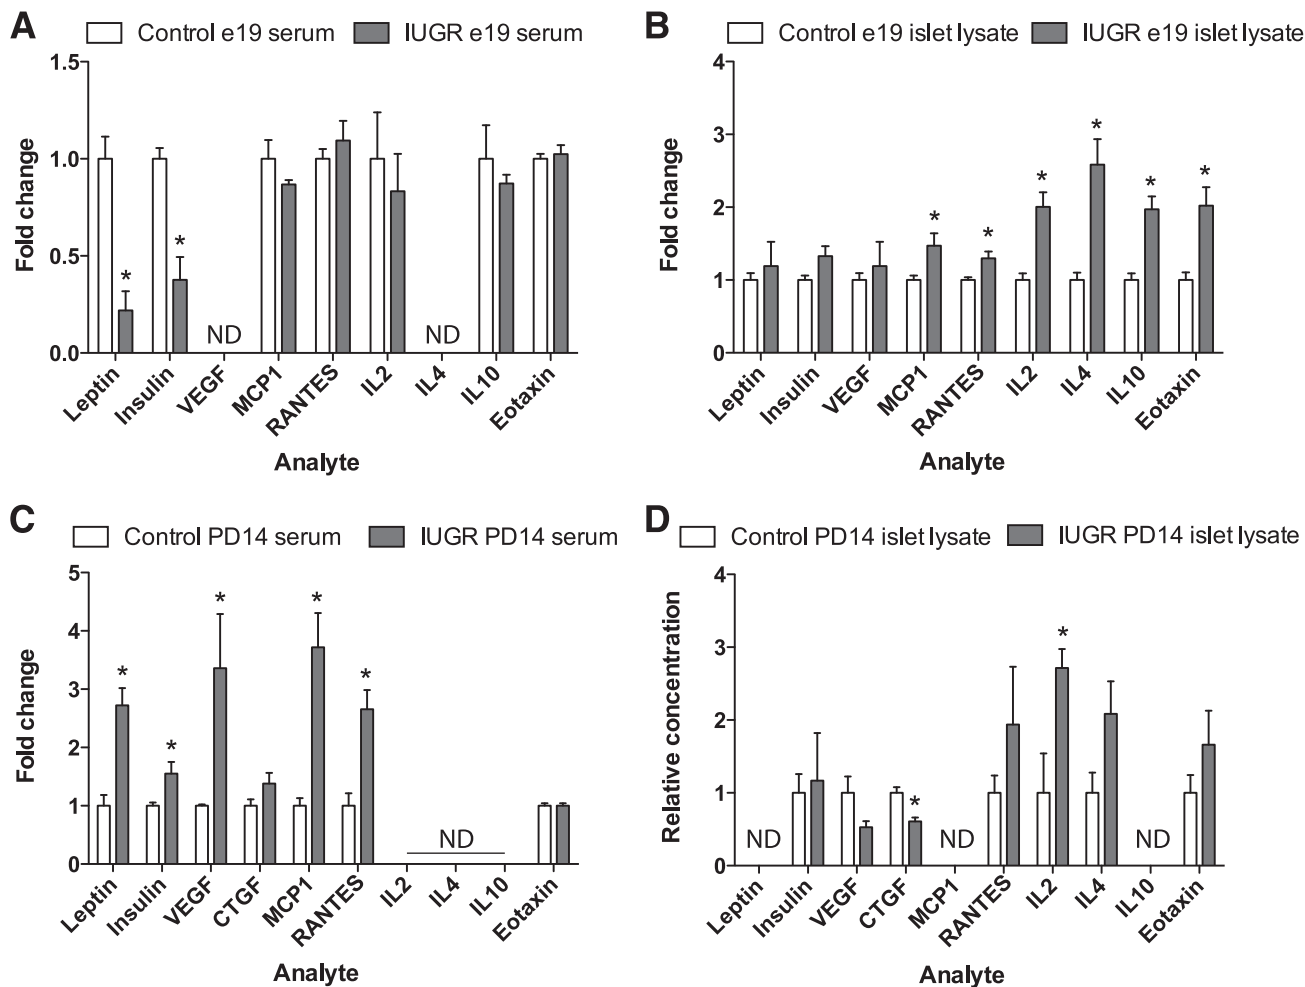 A
Control e19 serum
IUGR e19 serum
1.5
1.0
0.5
0.0
Fold change
*
*
ND
ND
Leptin
Insulin
VEGF
MCP1
RANTES
IL2
IL4
IL10
Eotaxin
Analyte
B
Control e19 islet lysate
IUGR e19 islet lysate
4
3
2
1
0
Fold change
*
*
*
*
*
*
Leptin
Insulin
VEGF
MCP1
RANTES
IL2
IL4
IL10
Eotaxin
Analyte
C
Control PD14 serum
IUGR PD14 serum
5
4
3
2
1
0
Fold change
*
*
*
*
*
ND
Leptin
Insulin
VEGF
CTGF
MCP1
RANTES
IL2
IL4
IL10
Eotaxin
Analyte
D
Control PD14 islet lysate
IUGR PD14 islet lysate
4
3
2
1
0
Relative concentration
ND
*
ND
*
ND
Leptin
Insulin
VEGF
CTGF
MCP1
RANTES
IL2
IL4
IL10
Eotaxin
Analyte